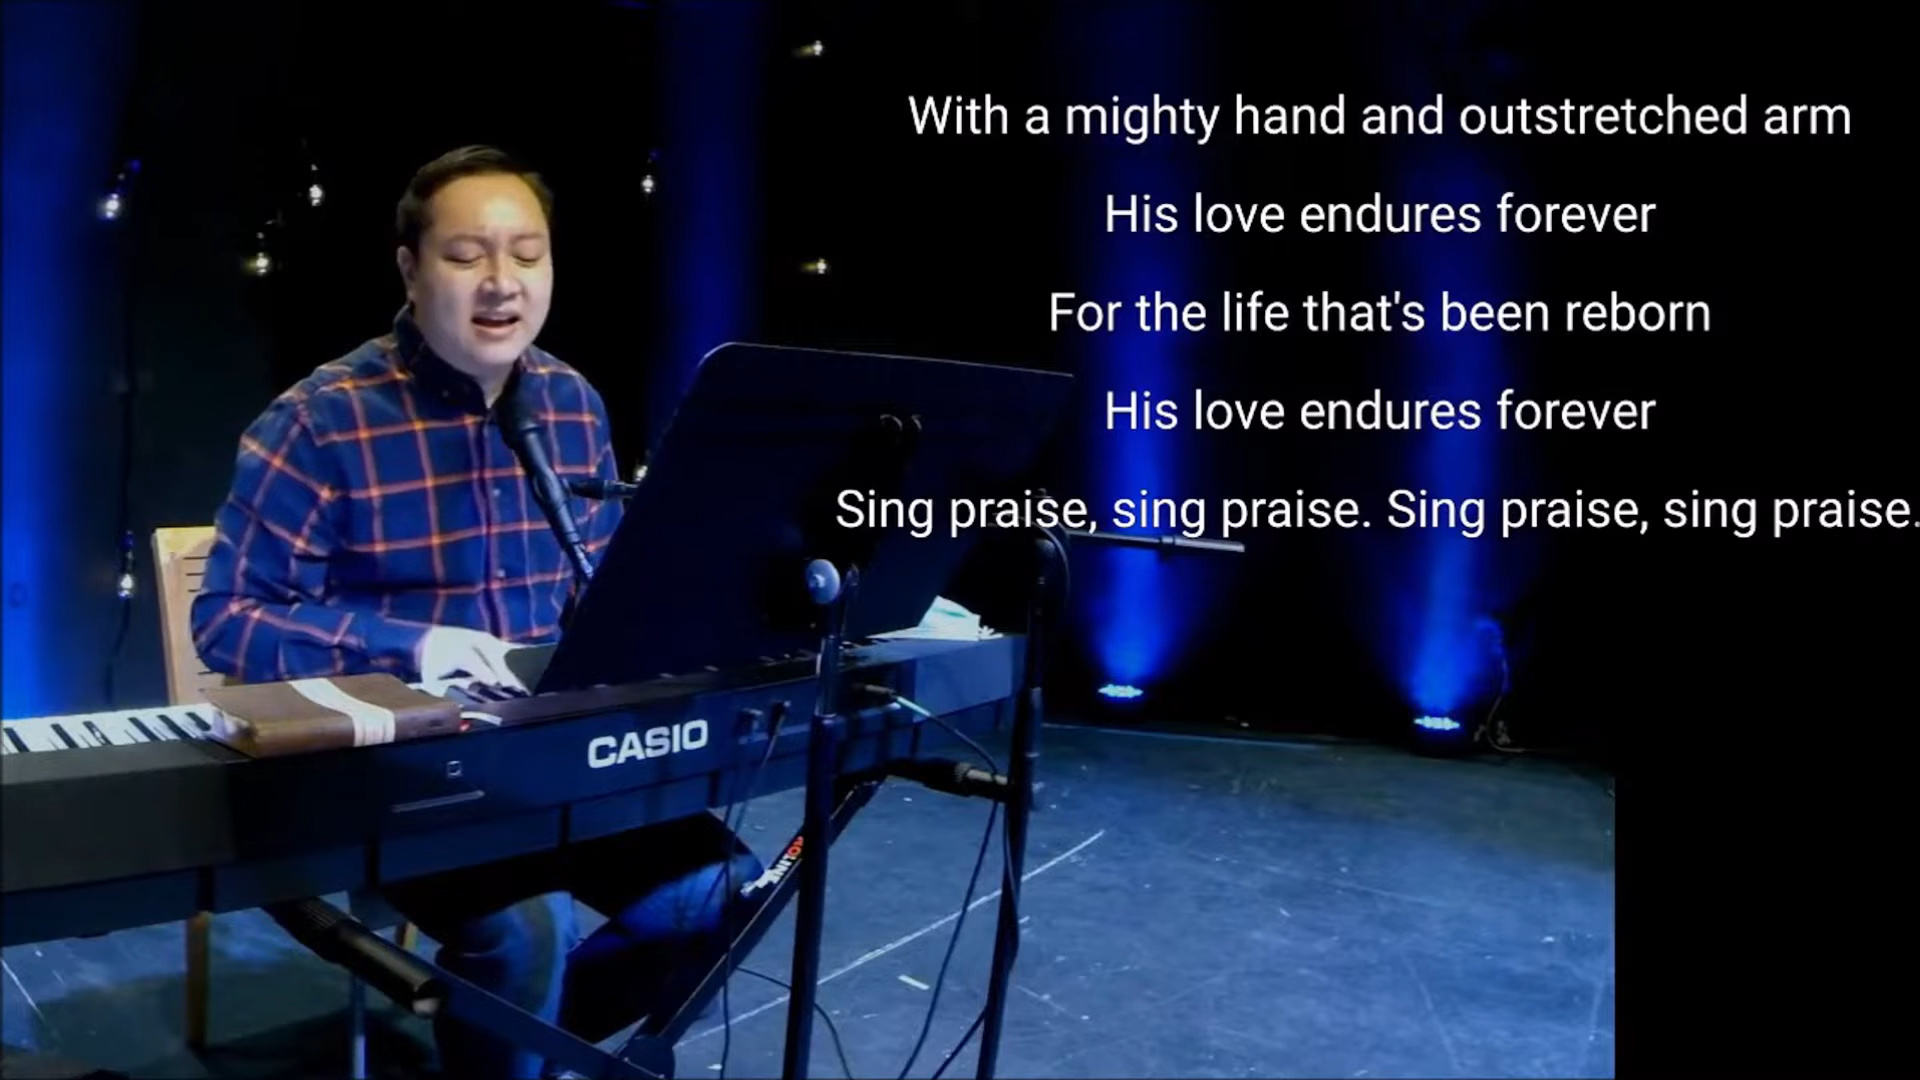 With a mighty hand and outstretched arm
His love endures forever
For the life that's been reborn
His love endures forever
Sing praise, sing praise. Sing praise, sing praise.
CASIO